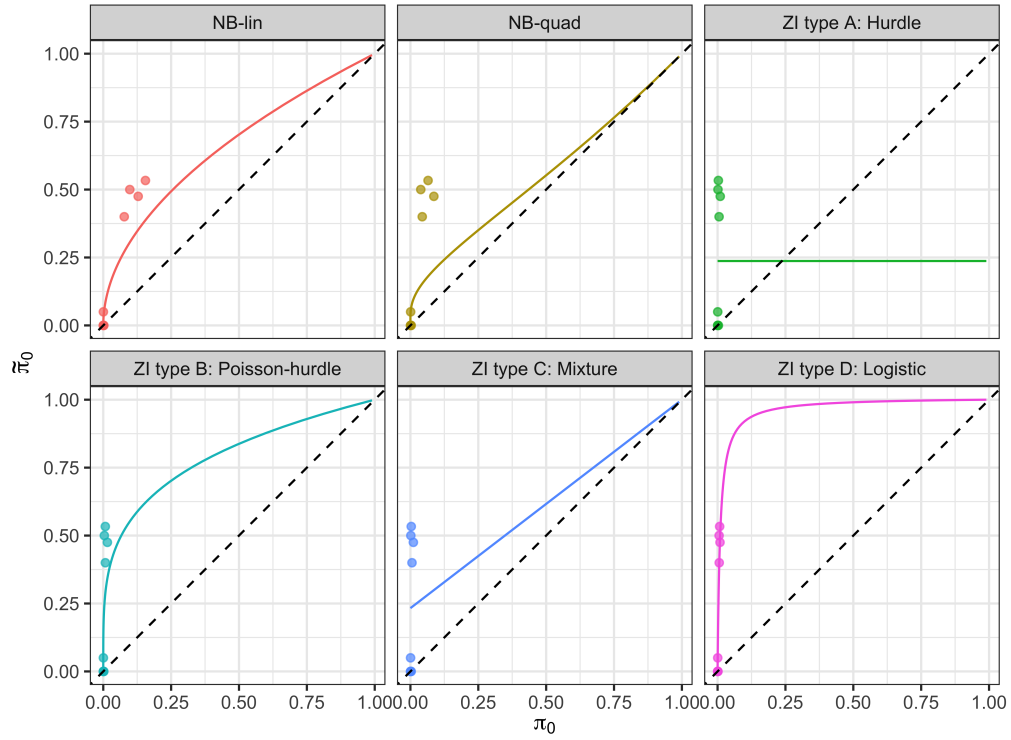 NB-lin NB-quad ZI type A: Hurdle
1.00
0.75
0.50
0.25
0.00
ZI type B: Poisson-hurdle ZI type C: Mixture ZI type D: Logistic
1.00
0.75
0.50
0.25
0.00
π̃₀
0.00 0.25 0.50 0.75 1.00 0.00 0.25 0.50 0.75 1.00 0.00 0.25 0.50 0.75 1.00
π₀